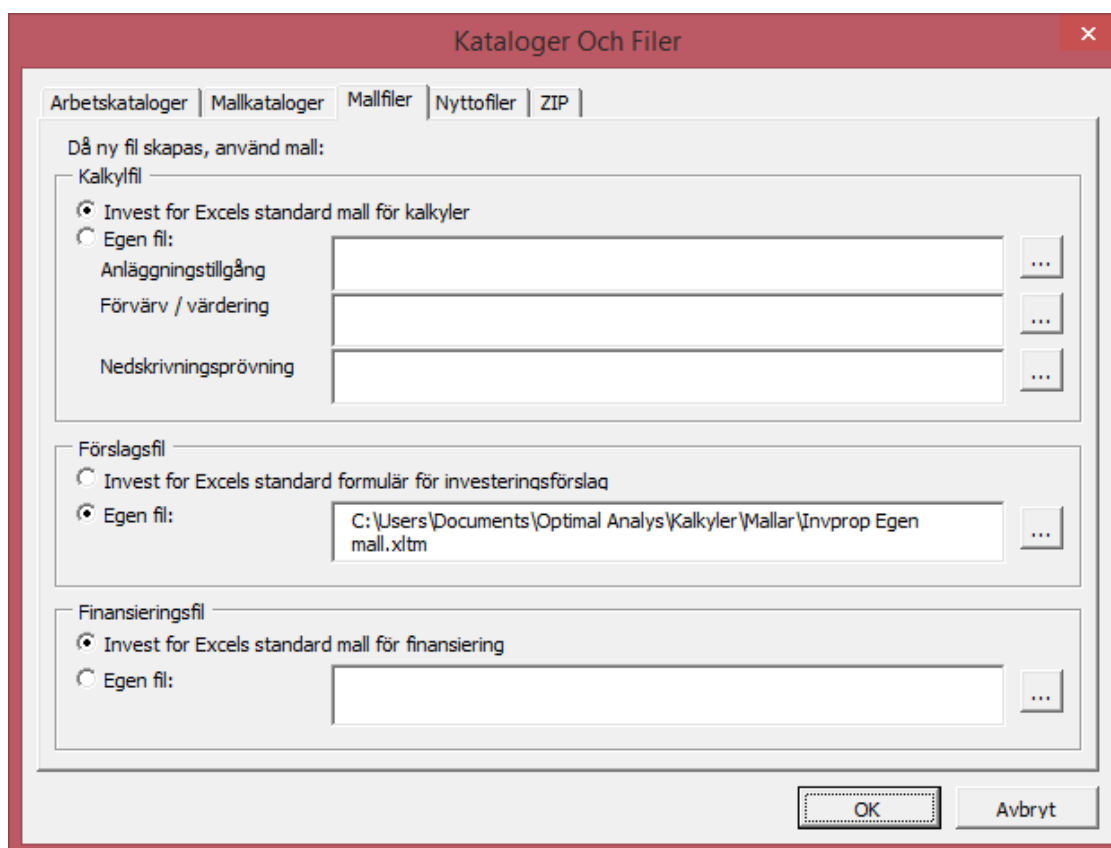 Kataloger Och Filer
Arbetskataloger Mallkataloger Mallfiler Nyttofiler ZIP
Då ny fil skapas, använd mall:
Kalkylfil
Invest for Excels standard mall för kalkyler
Egen fil:
Anläggningstillgång ...
Förvärv / värdering ...
Nedskrivningsprövning ...
Förslagsfil
Invest for Excels standard formulär för investeringsförslag
Egen fil: C:\Users\Documents\Optimal Analys\Kalkyler\Mallar\Invprop Egen
mall.xltm ...
Finansieringsfil
Invest for Excels standard mall för finansiering
Egen fil: ...
OK Avbryt